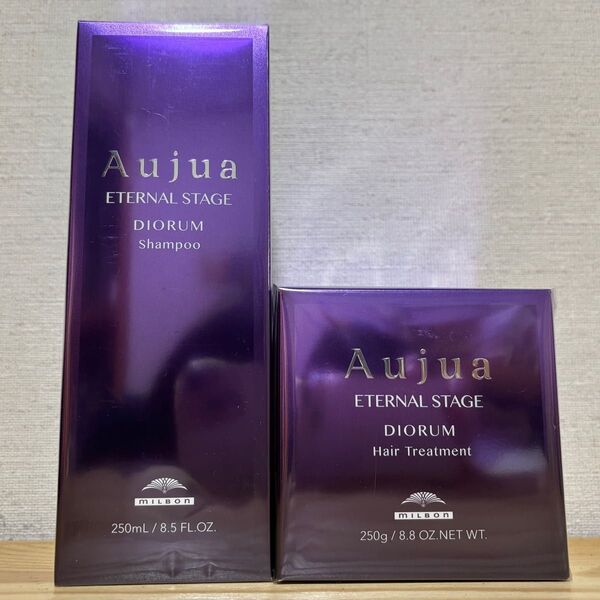 Aujua
ETERNAL STAGE
DIORUM
Shampoo
MILBON
250mL / 8.5 FL.OZ.
Aujua
ETERNAL STAGE
DIORUM
Hair Treatment
MILBON
250g / 8.8 OZ.NET WT.